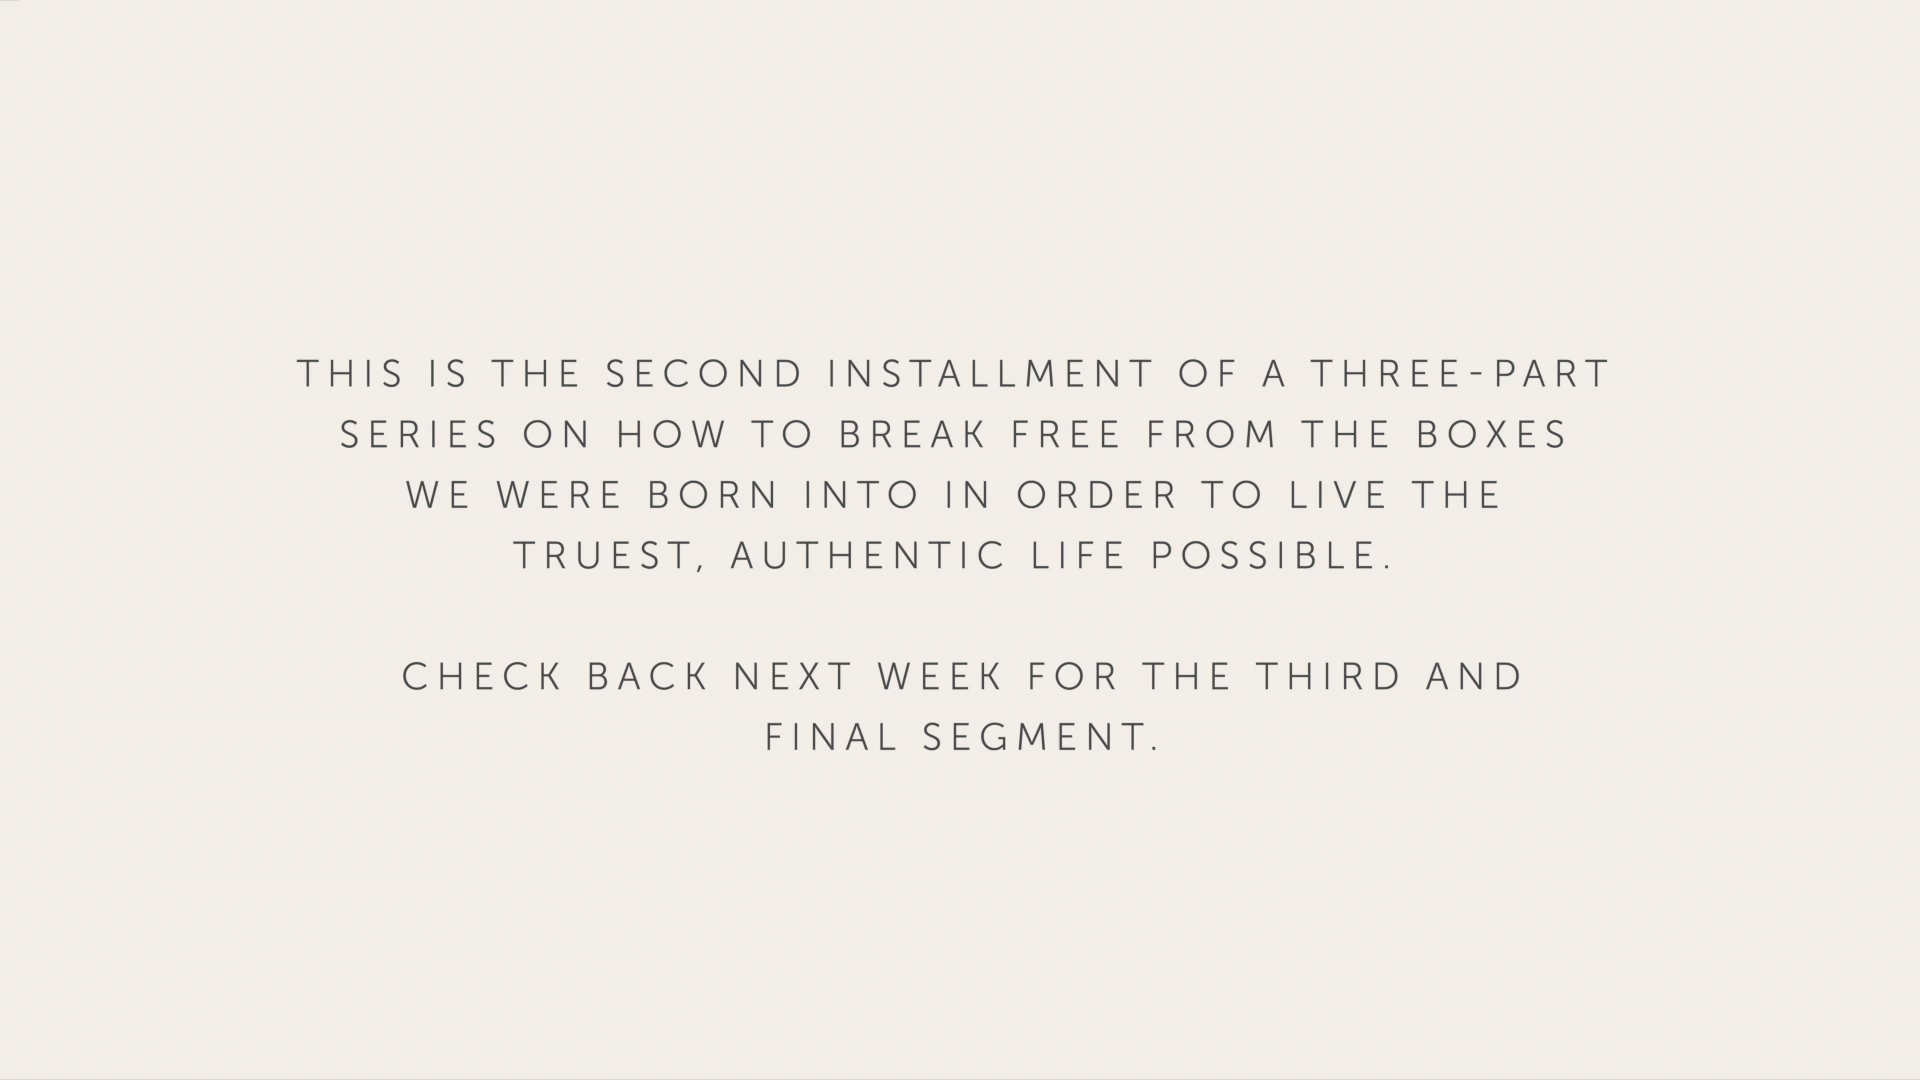 THIS IS THE SECOND INSTALLMENT OF A THREE-PART
SERIES ON HOW TO BREAK FREE FROM THE BOXES
WE WERE BORN INTO IN ORDER TO LIVE THE
TRUEST, AUTHENTIC LIFE POSSIBLE.
CHECK BACK NEXT WEEK FOR THE THIRD AND
FINAL SEGMENT.